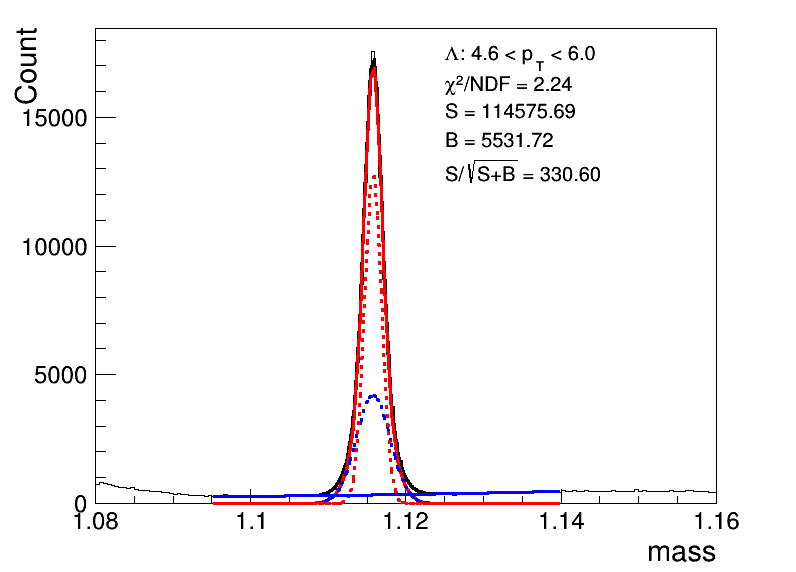 Count
15000
10000
5000
0
Λ: 4.6 < p_T < 6.0
χ²/NDF = 2.24
S = 114575.69
B = 5531.72
S/√S+B = 330.60
1.08 1.1 1.12 1.14 1.16
mass